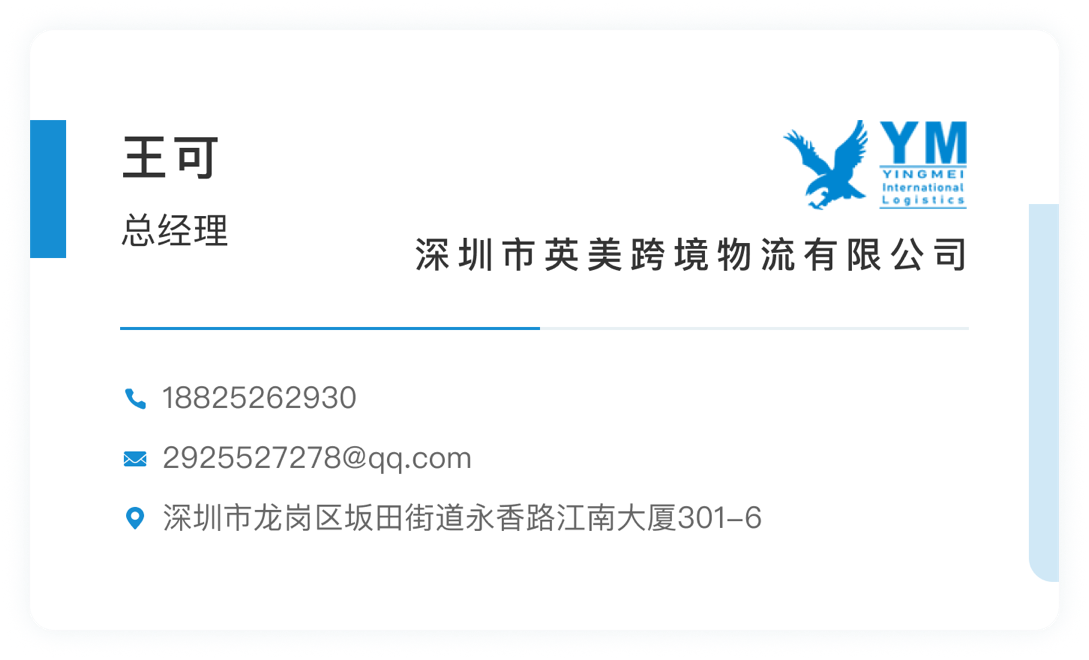 王可
总经理
YM
YINGMEI
International
Logistics
深圳市英美跨境物流有限公司
18825262930
2925527278@qq.com
深圳市龙岗区坂田街道永香路江南大厦301-6